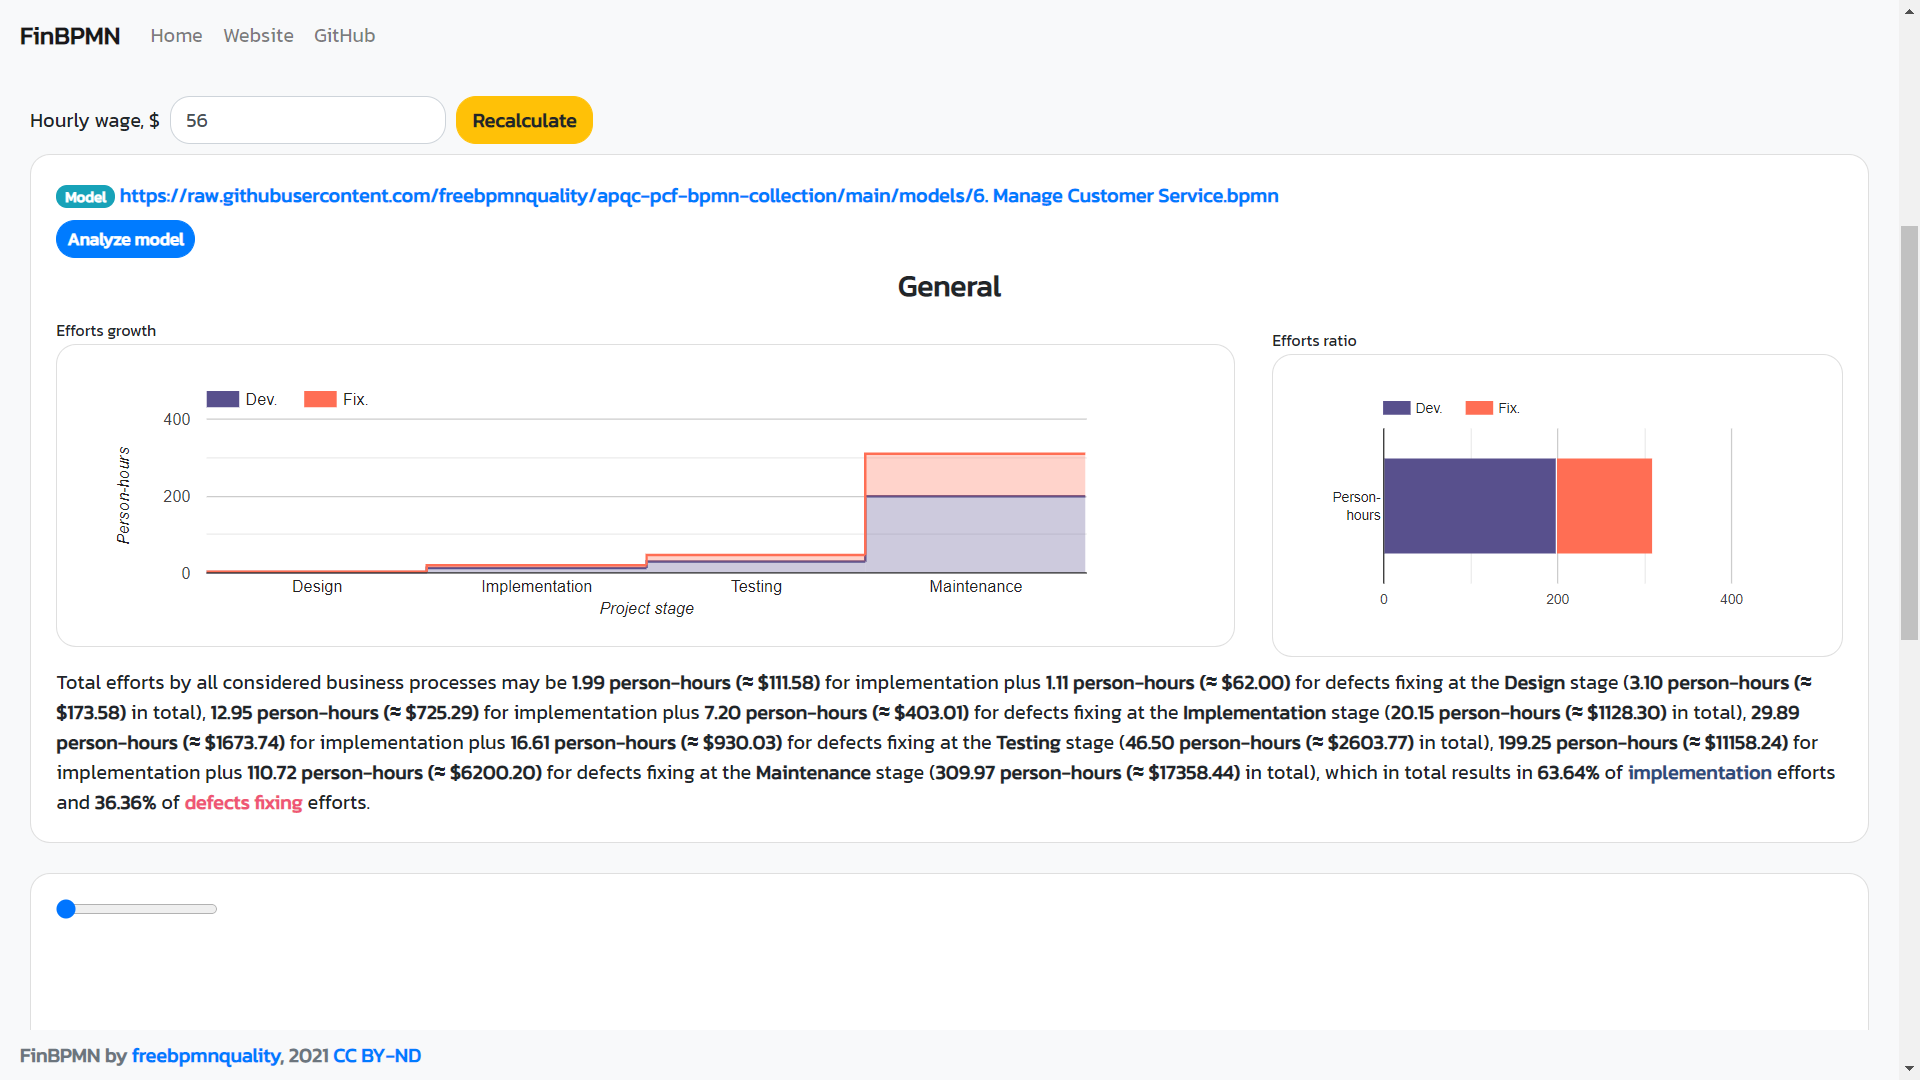 FinBPMN Home Website GitHub
Hourly wage, $ 56 Recalculate
Model https://raw.githubusercontent.com/freebpmnquality/apqc-pcf-bpmn-collection/main/models/6. Manage Customer Service.bpmn
Analyze model
General
Efforts growth
Dev. Fix.
400
200
0
Person-hours
Design Implementation Testing Maintenance
Project stage
Efforts ratio
Dev. Fix.
Person-
hours
0 200 400
Total efforts by all considered business processes may be 1.99 person-hours (≈ $111.58) for implementation plus 1.11 person-hours (≈ $62.00) for defects fixing at the Design stage (3.10 person-hours (≈
$173.58) in total), 12.95 person-hours (≈ $725.29) for implementation plus 7.20 person-hours (≈ $403.01) for defects fixing at the Implementation stage (20.15 person-hours (≈ $1128.30) in total), 29.89
person-hours (≈ $1673.74) for implementation plus 16.61 person-hours (≈ $930.03) for defects fixing at the Testing stage (46.50 person-hours (≈ $2603.77) in total), 199.25 person-hours (≈ $11158.24) for
implementation plus 110.72 person-hours (≈ $6200.20) for defects fixing at the Maintenance stage (309.97 person-hours (≈ $17358.44) in total), which in total results in 63.64% of implementation efforts
and 36.36% of defects fixing efforts.
FinBPMN by freebpmnquality, 2021 CC BY-ND